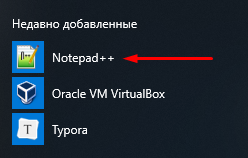 Недавно добавленные
Notepad++
Oracle VM VirtualBox
Typora